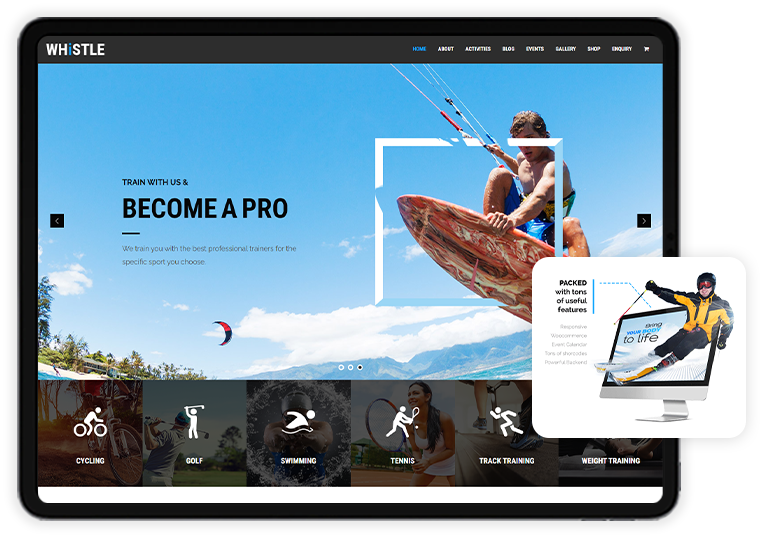 WHiSTLE
HOME ABOUT ACTIVITIES BLOG EVENTS GALLERY SHOP ENQUIRY
TRAIN WITH US &
BECOME A PRO
We train you with the best professional trainers for the
specific sport you choose.
PACKED
with tons
of useful
features
Responsive
Woocommerce
Event Calendar
Tons of shortcodes
Powerful Backend
Bring
YOUR BODY
to life
CYCLING GOLF SWIMMING TENNIS TRACK TRAINING WEIGHT TRAINING